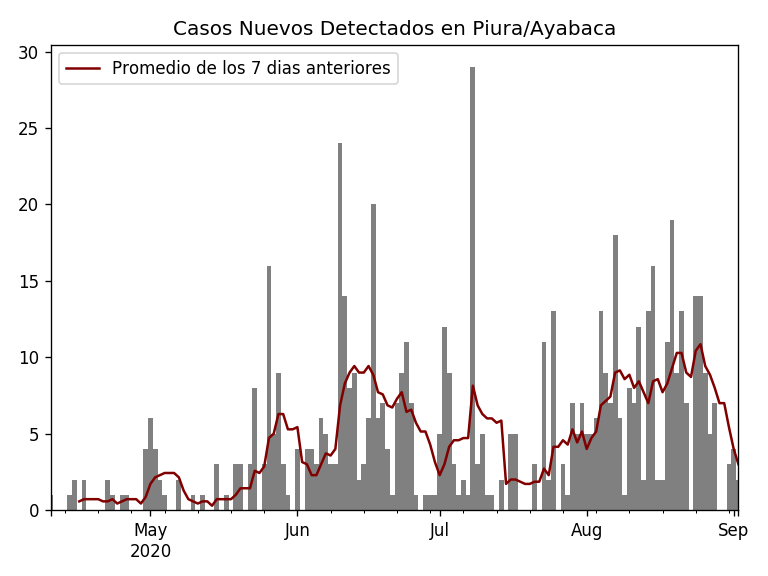 Casos Nuevos Detectados en Piura/Ayabaca
Promedio de los 7 dias anteriores
30
25
20
15
10
5
0
May
2020
Jun
Jul
Aug
Sep